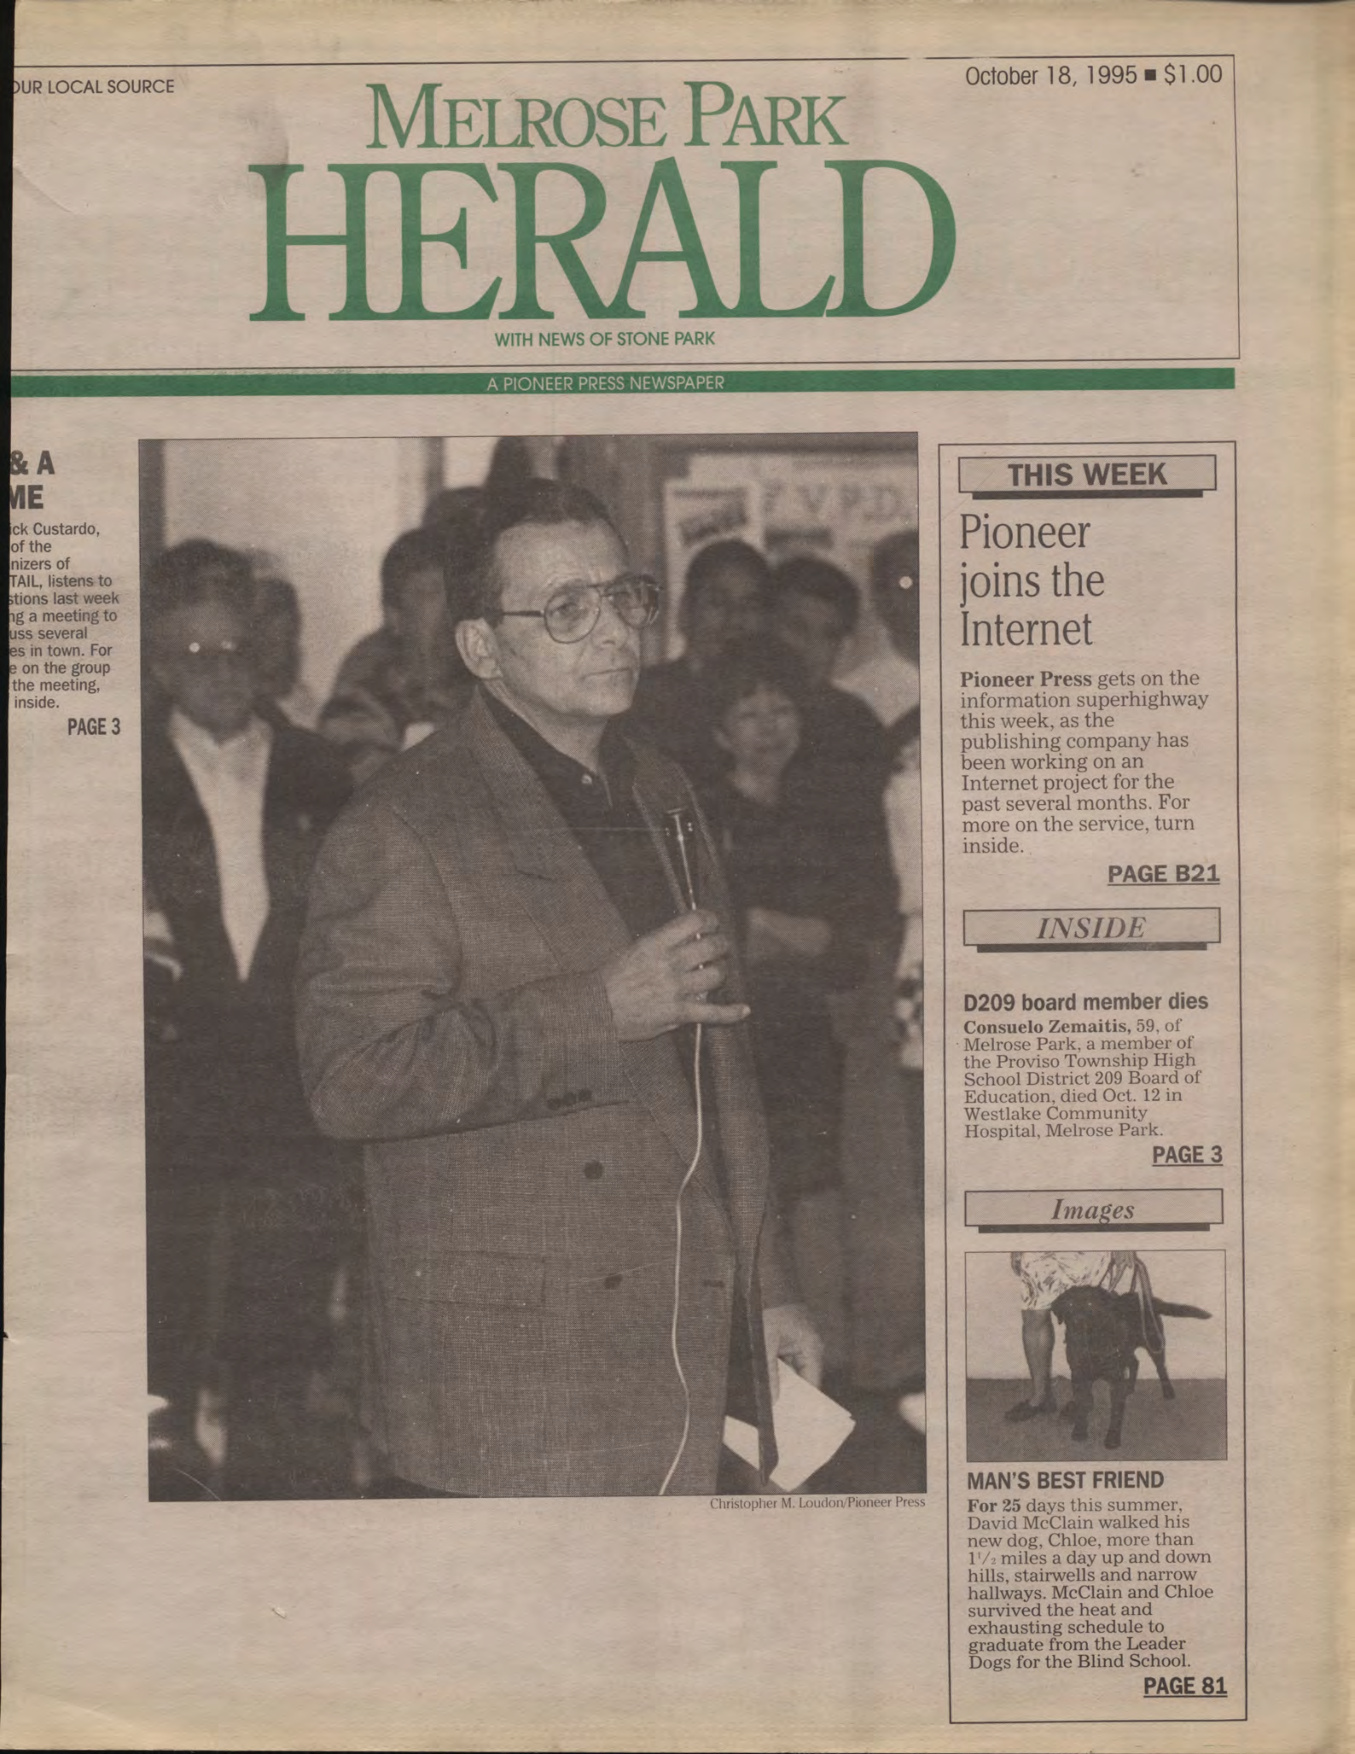 OUR LOCAL SOURCE
October 18, 1995 ■ $1.00
MELROSE PARK
HERALD
WITH NEWS OF STONE PARK
A PIONEER PRESS NEWSPAPER
& A
ME
ick Custardo,
of the
nizers of
TAIL, listens to
stions last week
ng a meeting to
uss several
es in town. For
e on the group
the meeting,
inside.
PAGE 3
F.V.P.D.
Christopher M. Loudon/Pioneer Press
THIS WEEK
Pioneer
joins the
Internet
Pioneer Press gets on the
information superhighway
this week, as the
publishing company has
been working on an
Internet project for the
past several months. For
more on the service, turn
inside.
PAGE B21
INSIDE
D209 board member dies
Consuelo Zemaitis, 59, of
Melrose Park, a member of
the Proviso Township High
School District 209 Board of
Education, died Oct. 12 in
Westlake Community
Hospital, Melrose Park.
PAGE 3
Images
MAN'S BEST FRIEND
For 25 days this summer,
David McClain walked his
new dog, Chloe, more than
1 1/2 miles a day up and down
hills, stairwells and narrow
hallways. McClain and Chloe
survived the heat and
exhausting schedule to
graduate from the Leader
Dogs for the Blind School.
PAGE 81